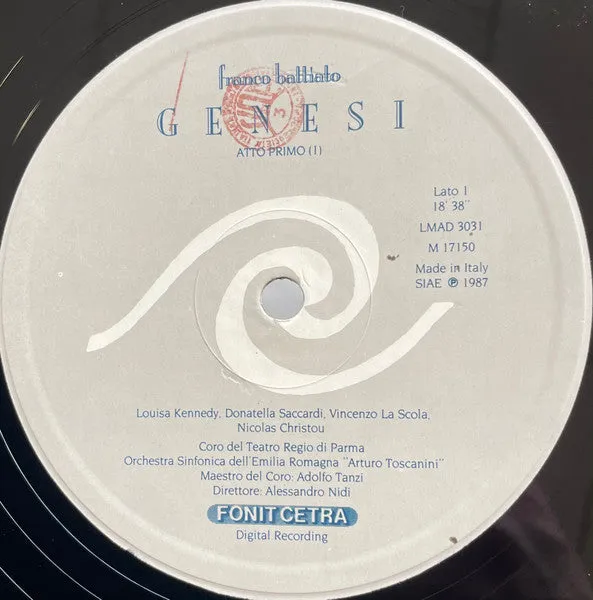 franco battiato
GENESI
ATTO PRIMO (I)
Lato 1
18' 38"
LMAD 3031
M 17150
Made in Italy
SIAE ℗ 1987
Louisa Kennedy, Donatella Saccardi, Vincenzo La Scola,
Nicolas Christou
Coro del Teatro Regio di Parma
Orchestra Sinfonica dell'Emilia Romagna "Arturo Toscanini"
Maestro del Coro: Adolfo Tanzi
Direttore: Alessandro Nidi
FONIT CETRA
Digital Recording